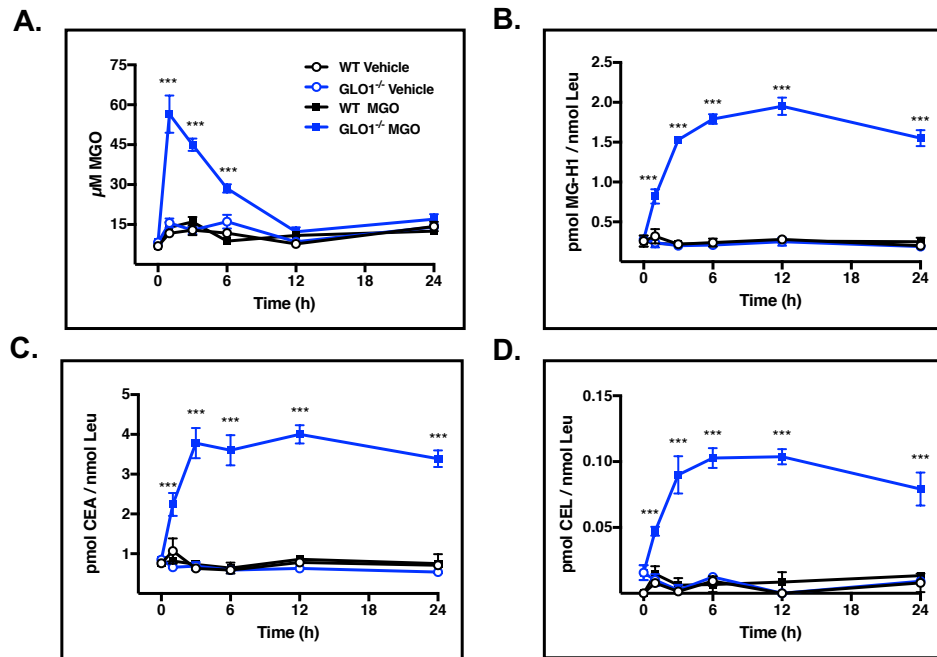 A.
75
60
45
30
15
µM MGO
***
***
***
WT Vehicle
GLO1-/- Vehicle
WT MGO
GLO1-/- MGO
0 6 12 18 24
Time (h)
B.
2.5
2.0
1.5
1.0
0.5
pmol MG-H1 / nmol Leu
***
***
***
***
***
0 6 12 18 24
Time (h)
C.
5
4
3
2
1
pmol CEA / nmol Leu
***
***
***
***
***
0 6 12 18 24
Time (h)
D.
0.15
0.10
0.05
pmol CEL / nmol Leu
***
***
***
***
***
0 6 12 18 24
Time (h)